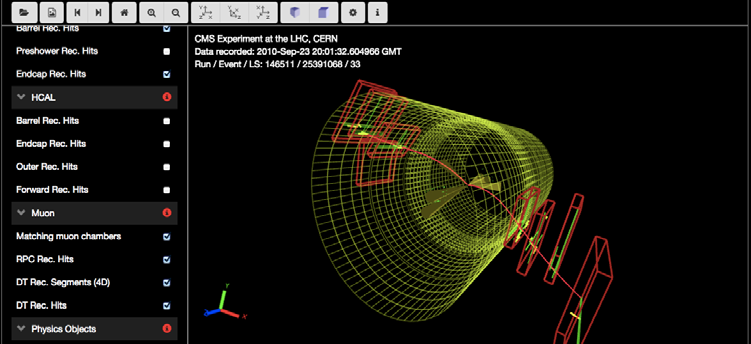 CMS Experiment at the LHC, CERN
Data recorded: 2010-Sep-23 20:01:32.604966 GMT
Run / Event / LS: 146511 / 25391068 / 33
Barrel Rec. Hits
Preshower Rec. Hits
Endcap Rec. Hits
HCAL
Barrel Rec. Hits
Endcap Rec. Hits
Outer Rec. Hits
Forward Rec. Hits
Muon
Matching muon chambers
RPC Rec. Hits
DT Rec. Segments (4D)
DT Rec. Hits
Physics Objects